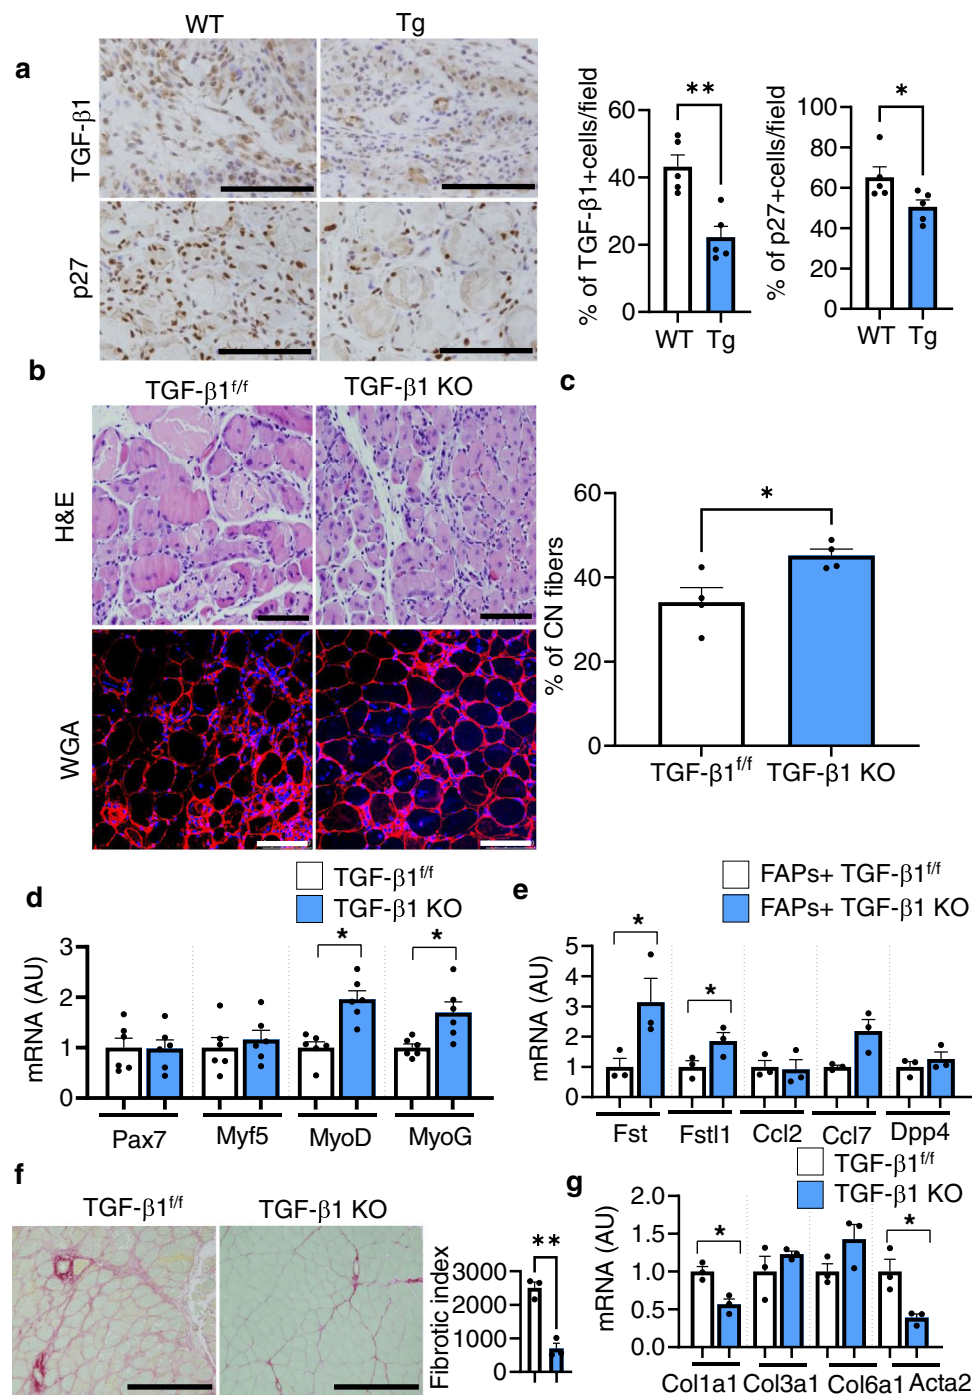 a
WT
Tg
TGF-β1
p27
% of TGF-β1+cells/field
60
40
20
0
**
WT Tg
% of p27+cells/field
100
80
60
40
20
0
*
WT Tg
b
TGF-β1f/f
TGF-β1 KO
H&E
WGA
c
% of CN fibers
60
40
20
0
*
TGF-β1f/f TGF-β1 KO
d
TGF-β1f/f
TGF-β1 KO
mRNA (AU)
3
2
1
0
* *
Pax7 Myf5 MyoD MyoG
e
FAPs+ TGF-β1f/f
FAPs+ TGF-β1 KO
mRNA (AU)
5
4
3
2
1
0
* *
Fst Fstl1 Ccl2 Ccl7 Dpp4
f
TGF-β1f/f
TGF-β1 KO
Fibrotic index
3000
2000
1000
0
**
g
TGF-β1f/f
TGF-β1 KO
mRNA (AU)
2.0
1.5
1.0
0.5
0.0
* *
Col1a1 Col3a1 Col6a1 Acta2